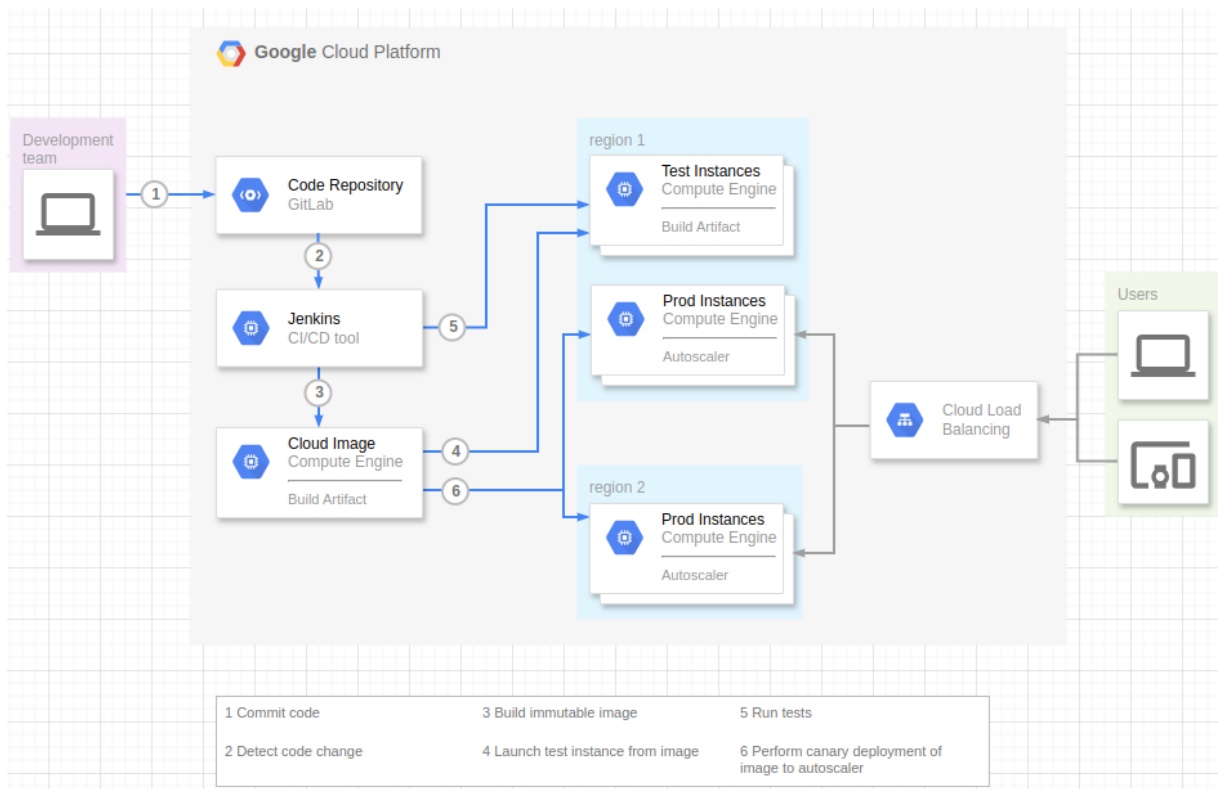 Google Cloud Platform
Development
team
1
Code Repository
GitLab
2
Jenkins
CI/CD tool
5
3
Cloud Image
Compute Engine
Build Artifact
4
6
region 1
Test Instances
Compute Engine
Build Artifact
Prod Instances
Compute Engine
Autoscaler
region 2
Prod Instances
Compute Engine
Autoscaler
Cloud Load
Balancing
Users
1 Commit code
2 Detect code change
3 Build immutable image
4 Launch test instance from image
5 Run tests
6 Perform canary deployment of
image to autoscaler